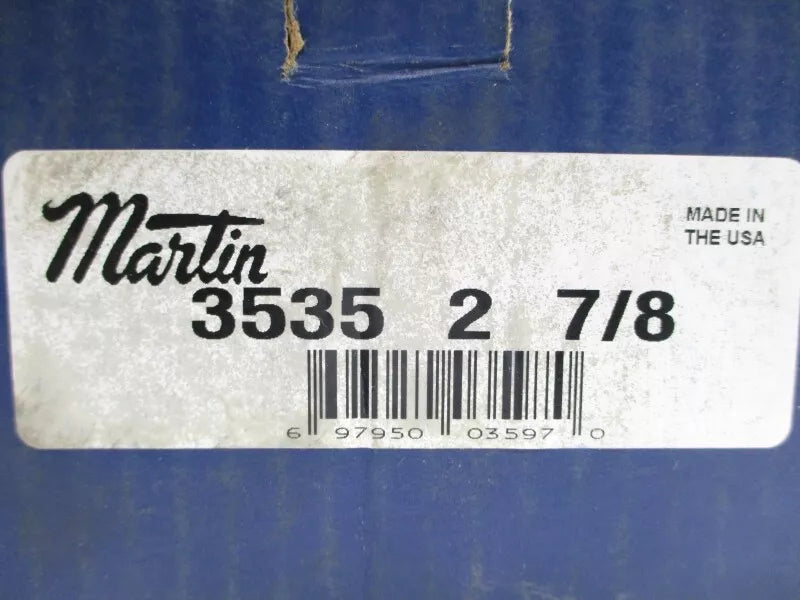 Martin
MADE IN
THE USA
3535 2 7/8
6 97950 03597 0